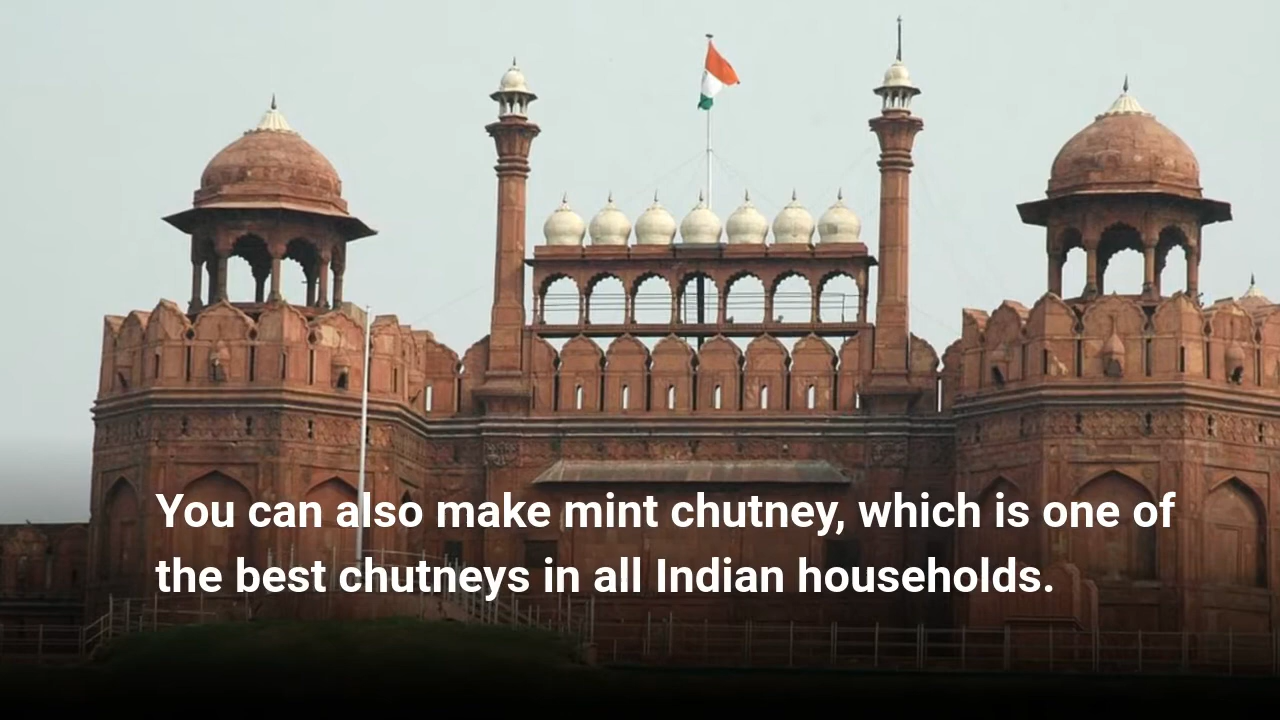 You can also make mint chutney, which is one of
the best chutneys in all Indian households.